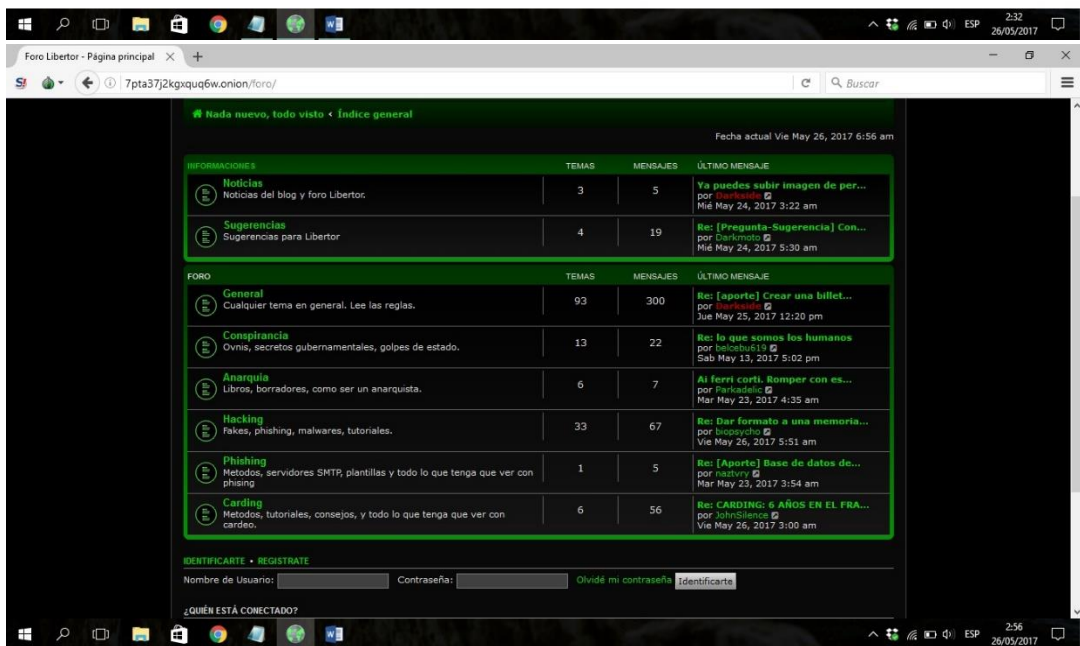 ESP
2:32
26/05/2017
Foro Libertor - Página principal
7pta37j2kgxquq6w.onion/foro/
Buscar
Nada nuevo, todo visto ‹ Índice general
Fecha actual Vie May 26, 2017 6:56 am
INFORMACIONES TEMAS MENSAJES ÚLTIMO MENSAJE
Noticias
Noticias del blog y foro Libertor.
3 5
Ya puedes subir imagen de per...
por Darkside
Mié May 24, 2017 3:22 am
Sugerencias
Sugerencias para Libertor
4 19
Re: [Pregunta-Sugerencia] Con...
por Darkmoto
Mié May 24, 2017 5:30 am
FORO TEMAS MENSAJES ÚLTIMO MENSAJE
General
Cualquier tema en general. Lee las reglas.
93 300
Re: [aporte] Crear una billet...
por Darkside
Jue May 25, 2017 12:20 pm
Conspirancia
Ovnis, secretos gubernamentales, golpes de estado.
13 22
Re: lo que somos los humanos
por belcebu619
Sab May 13, 2017 5:02 pm
Anarquia
Libros, borradores, como ser un anarquista.
6 7
Ai ferri corti. Romper con es...
por Parkadelic
Mar May 23, 2017 4:35 am
Hacking
Fakes, phishing, malwares, tutoriales.
33 67
Re: Dar formato a una memoria...
por biopsycho
Vie May 26, 2017 5:51 am
Phishing
Metodos, servidores SMTP, plantillas y todo lo que tenga que ver con
phising
1 5
Re: [Aporte] Base de datos de...
por naztvry
Mar May 23, 2017 3:54 am
Carding
Metodos, tutoriales, consejos, y todo lo que tenga que ver con
cardeo.
6 56
Re: CARDING: 6 AÑOS EN EL FRA...
por JohnSilence
Vie May 26, 2017 3:00 am
IDENTIFICARTE • REGISTRATE
Nombre de Usuario: Contraseña: Olvidé mi contraseña Identificarte
¿QUIÉN ESTÁ CONECTADO?
ESP
2:56
26/05/2017